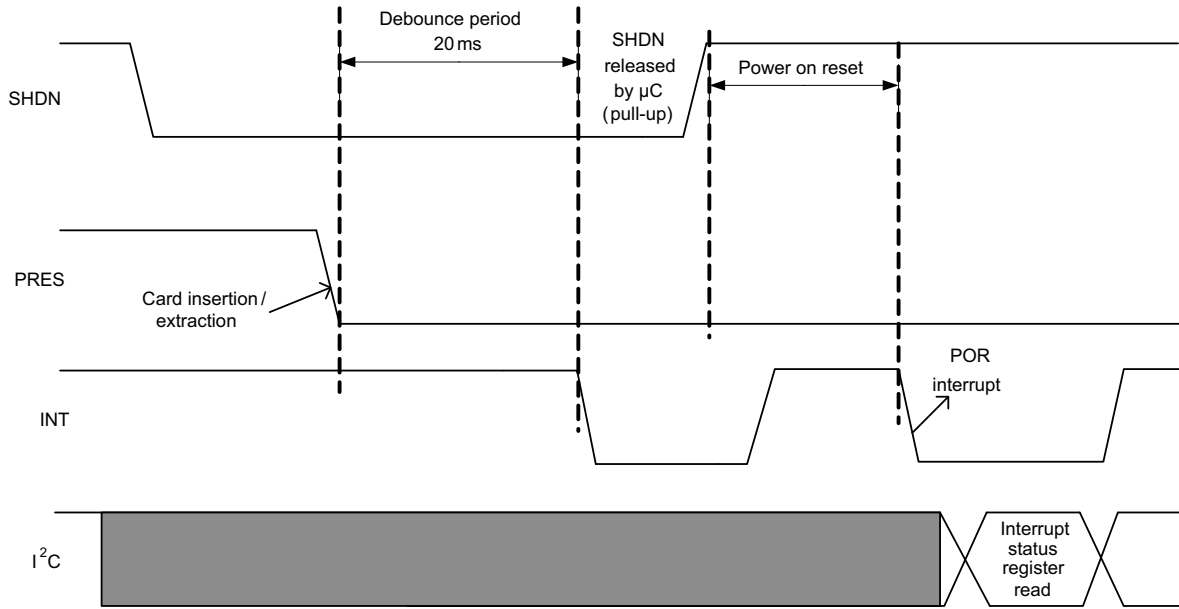 Debounce period
20 ms
SHDN
released
by µC
(pull-up)
Power on reset
SHDN
PRES
Card insertion /
extraction
POR
interrupt
INT
I²C
Interrupt
status
register
read